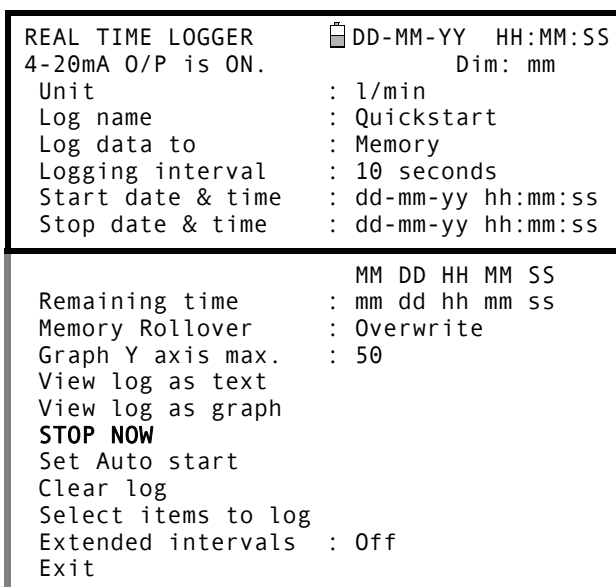 REAL TIME LOGGER DD-MM-YY HH:MM:SS
4-20mA O/P is ON. Dim: mm
Unit : l/min
Log name : Quickstart
Log data to : Memory
Logging interval : 10 seconds
Start date & time : dd-mm-yy hh:mm:ss
Stop date & time : dd-mm-yy hh:mm:ss
MM DD HH MM SS
Remaining time : mm dd hh mm ss
Memory Rollover : Overwrite
Graph Y axis max. : 50
View log as text
View log as graph
STOP NOW
Set Auto start
Clear log
Select items to log
Extended intervals : Off
Exit